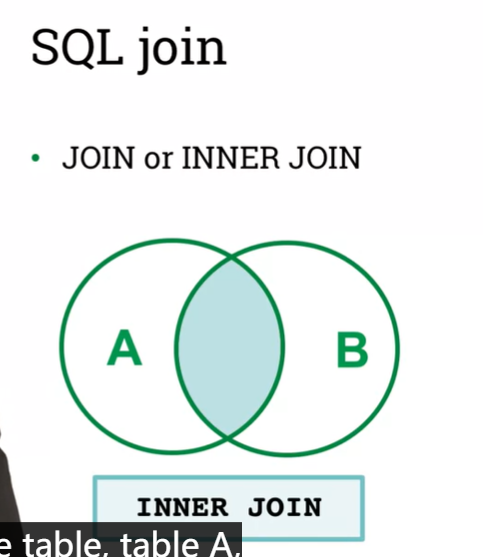 SQL join
• JOIN or INNER JOIN
A
B
INNER JOIN
table, table A,